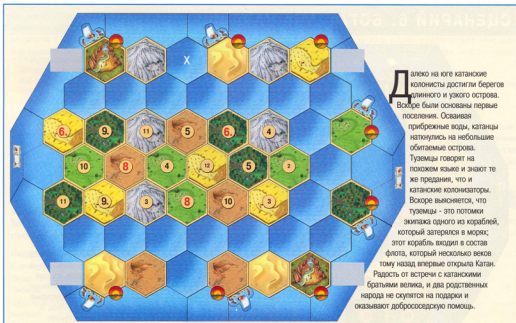 X
6.
9.
11
5
6.
4
10
8
4
12
5
2
11
9.
3
8
10
3
Далеко на юге катанские
колонисты достигли берегов
длинного и узкого острова.
Вскоре были основаны первые
поселения. Осваивая
прибрежные воды, катанцы
наткнулись на небольшие
обитаемые острова.
Туземцы говорят на
похожем языке и знают те
же предания, что и
катанские колонизаторы.
Вскоре выясняется, что
туземцы - это потомки
экипажа одного из кораблей,
который затерялся в морях;
этот корабль входил в состав
флота, который несколько веков
тому назад впервые открыла Катан.
Радость от встречи с катанскими
братьями велика, и два родственных
народа не скупятся на подарки и
оказывают добрососедскую помощь.